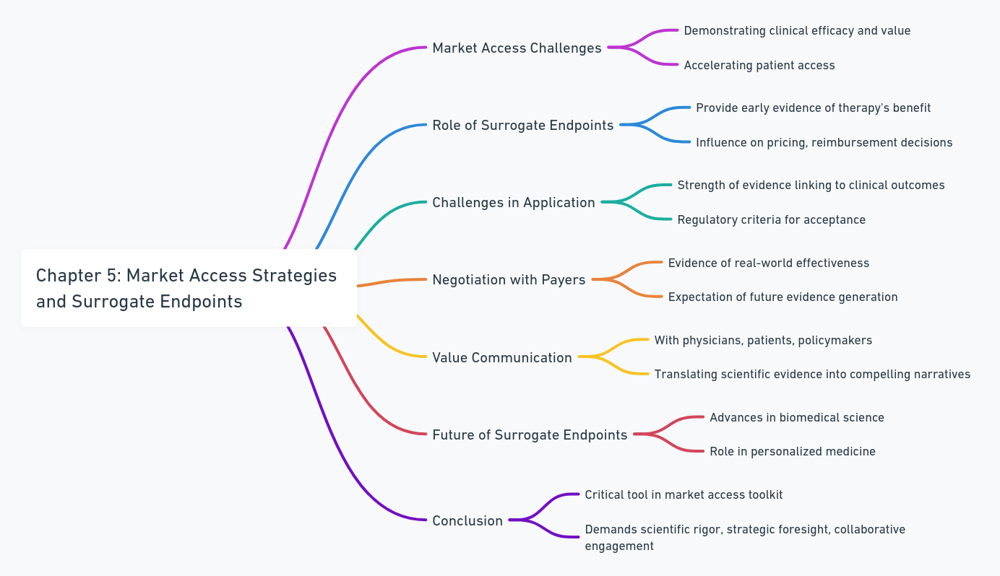 Chapter 5: Market Access Strategies
and Surrogate Endpoints
Market Access Challenges
Demonstrating clinical efficacy and value
Accelerating patient access
Role of Surrogate Endpoints
Provide early evidence of therapy's benefit
Influence on pricing, reimbursement decisions
Challenges in Application
Strength of evidence linking to clinical outcomes
Regulatory criteria for acceptance
Negotiation with Payers
Evidence of real-world effectiveness
Expectation of future evidence generation
Value Communication
With physicians, patients, policymakers
Translating scientific evidence into compelling narratives
Future of Surrogate Endpoints
Advances in biomedical science
Role in personalized medicine
Conclusion
Critical tool in market access toolkit
Demands scientific rigor, strategic foresight, collaborative
engagement